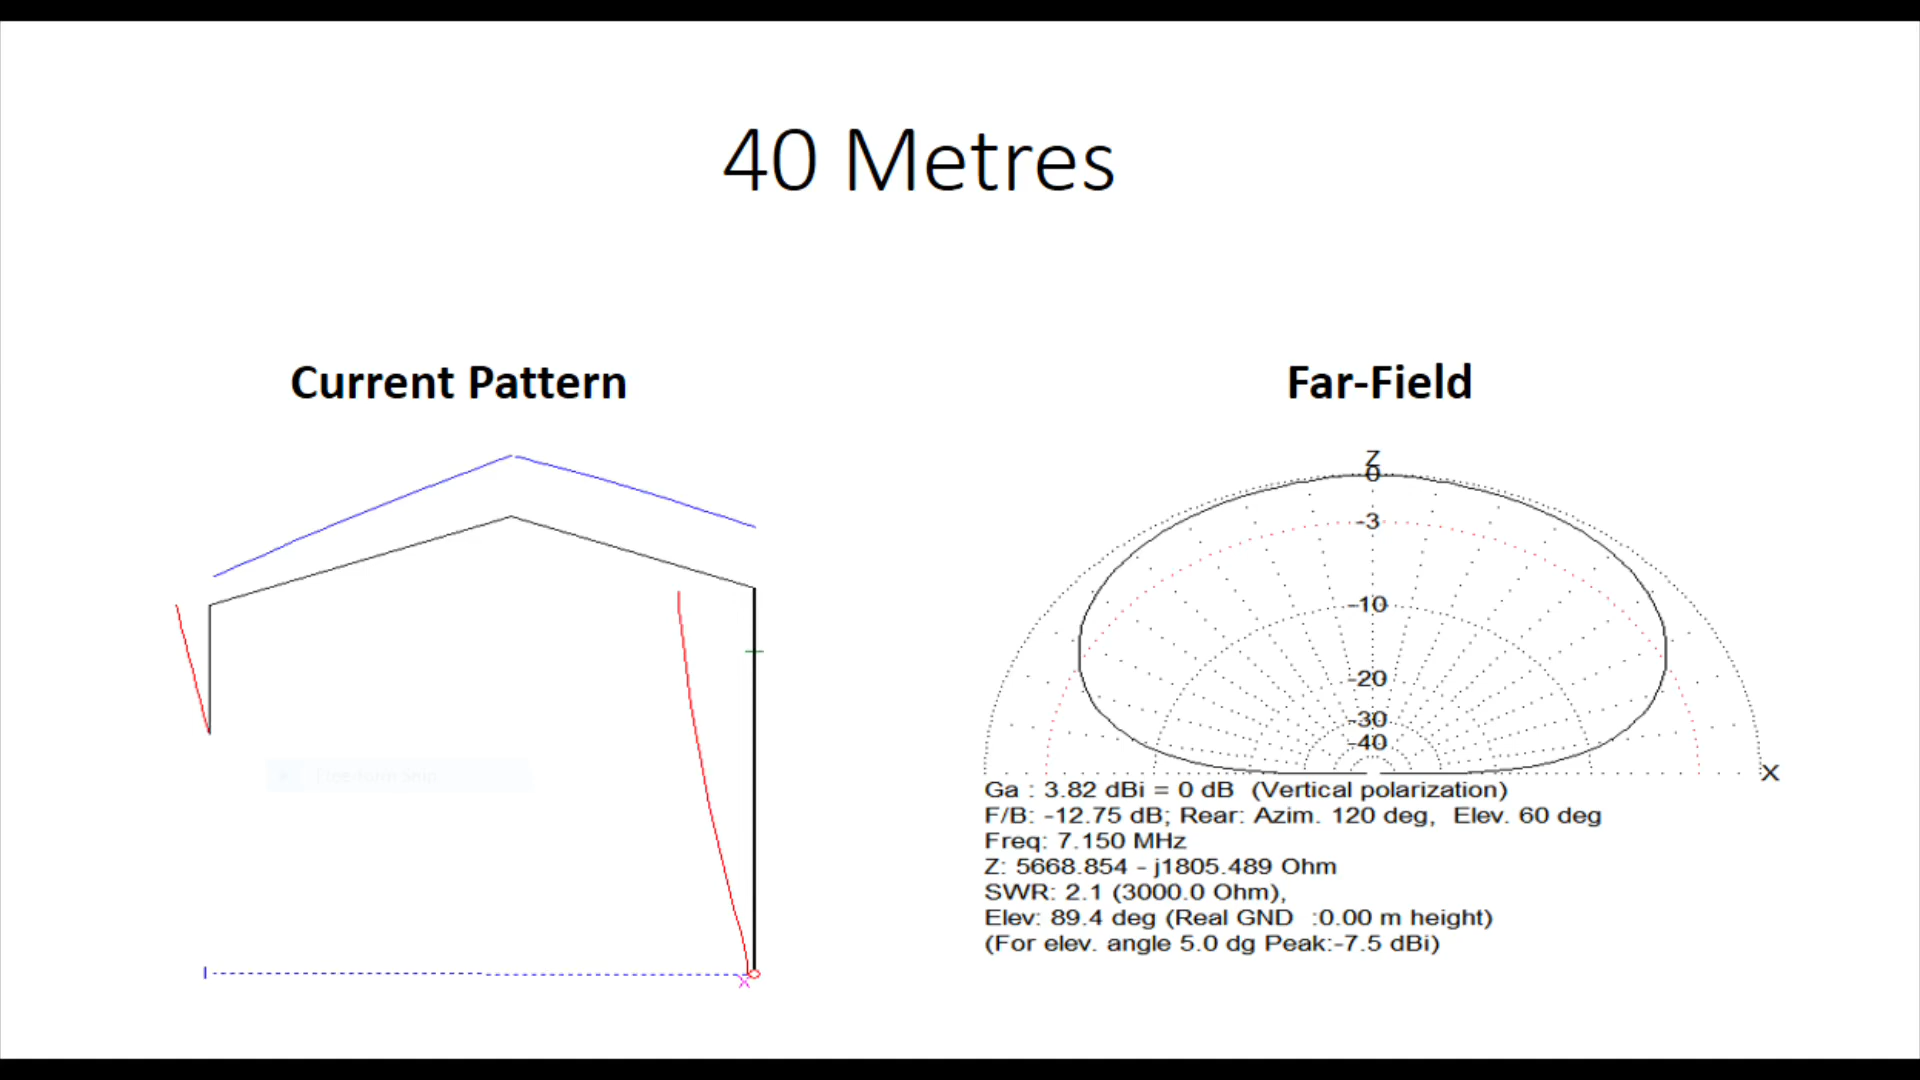 40 Metres
Current Pattern
Far-Field
Z
0
-3
-10
-20
-30
-40
X
Ga : 3.82 dBi = 0 dB (Vertical polarization)
F/B: -12.75 dB; Rear: Azim. 120 deg, Elev. 60 deg
Freq: 7.150 MHz
Z: 5668.854 - j1805.489 Ohm
SWR: 2.1 (3000.0 Ohm),
Elev: 89.4 deg (Real GND :0.00 m height)
(For elev. angle 5.0 dg Peak:-7.5 dBi)
X